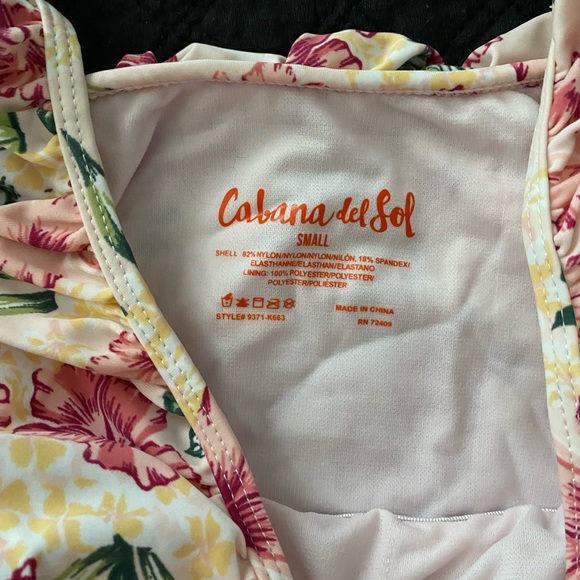 Cabana del Sol
SMALL
SHELL: 82% NYLON/NYLON/NYLON/NILÓN, 18% SPANDEX/
ELASTHANNE/ELASTHAN/ELASTANO
LINING: 100% POLYESTER/POLYESTER/
POLYESTER/POLIÉSTER
MADE IN CHINA
STYLE# 9371-K663 RN 72409